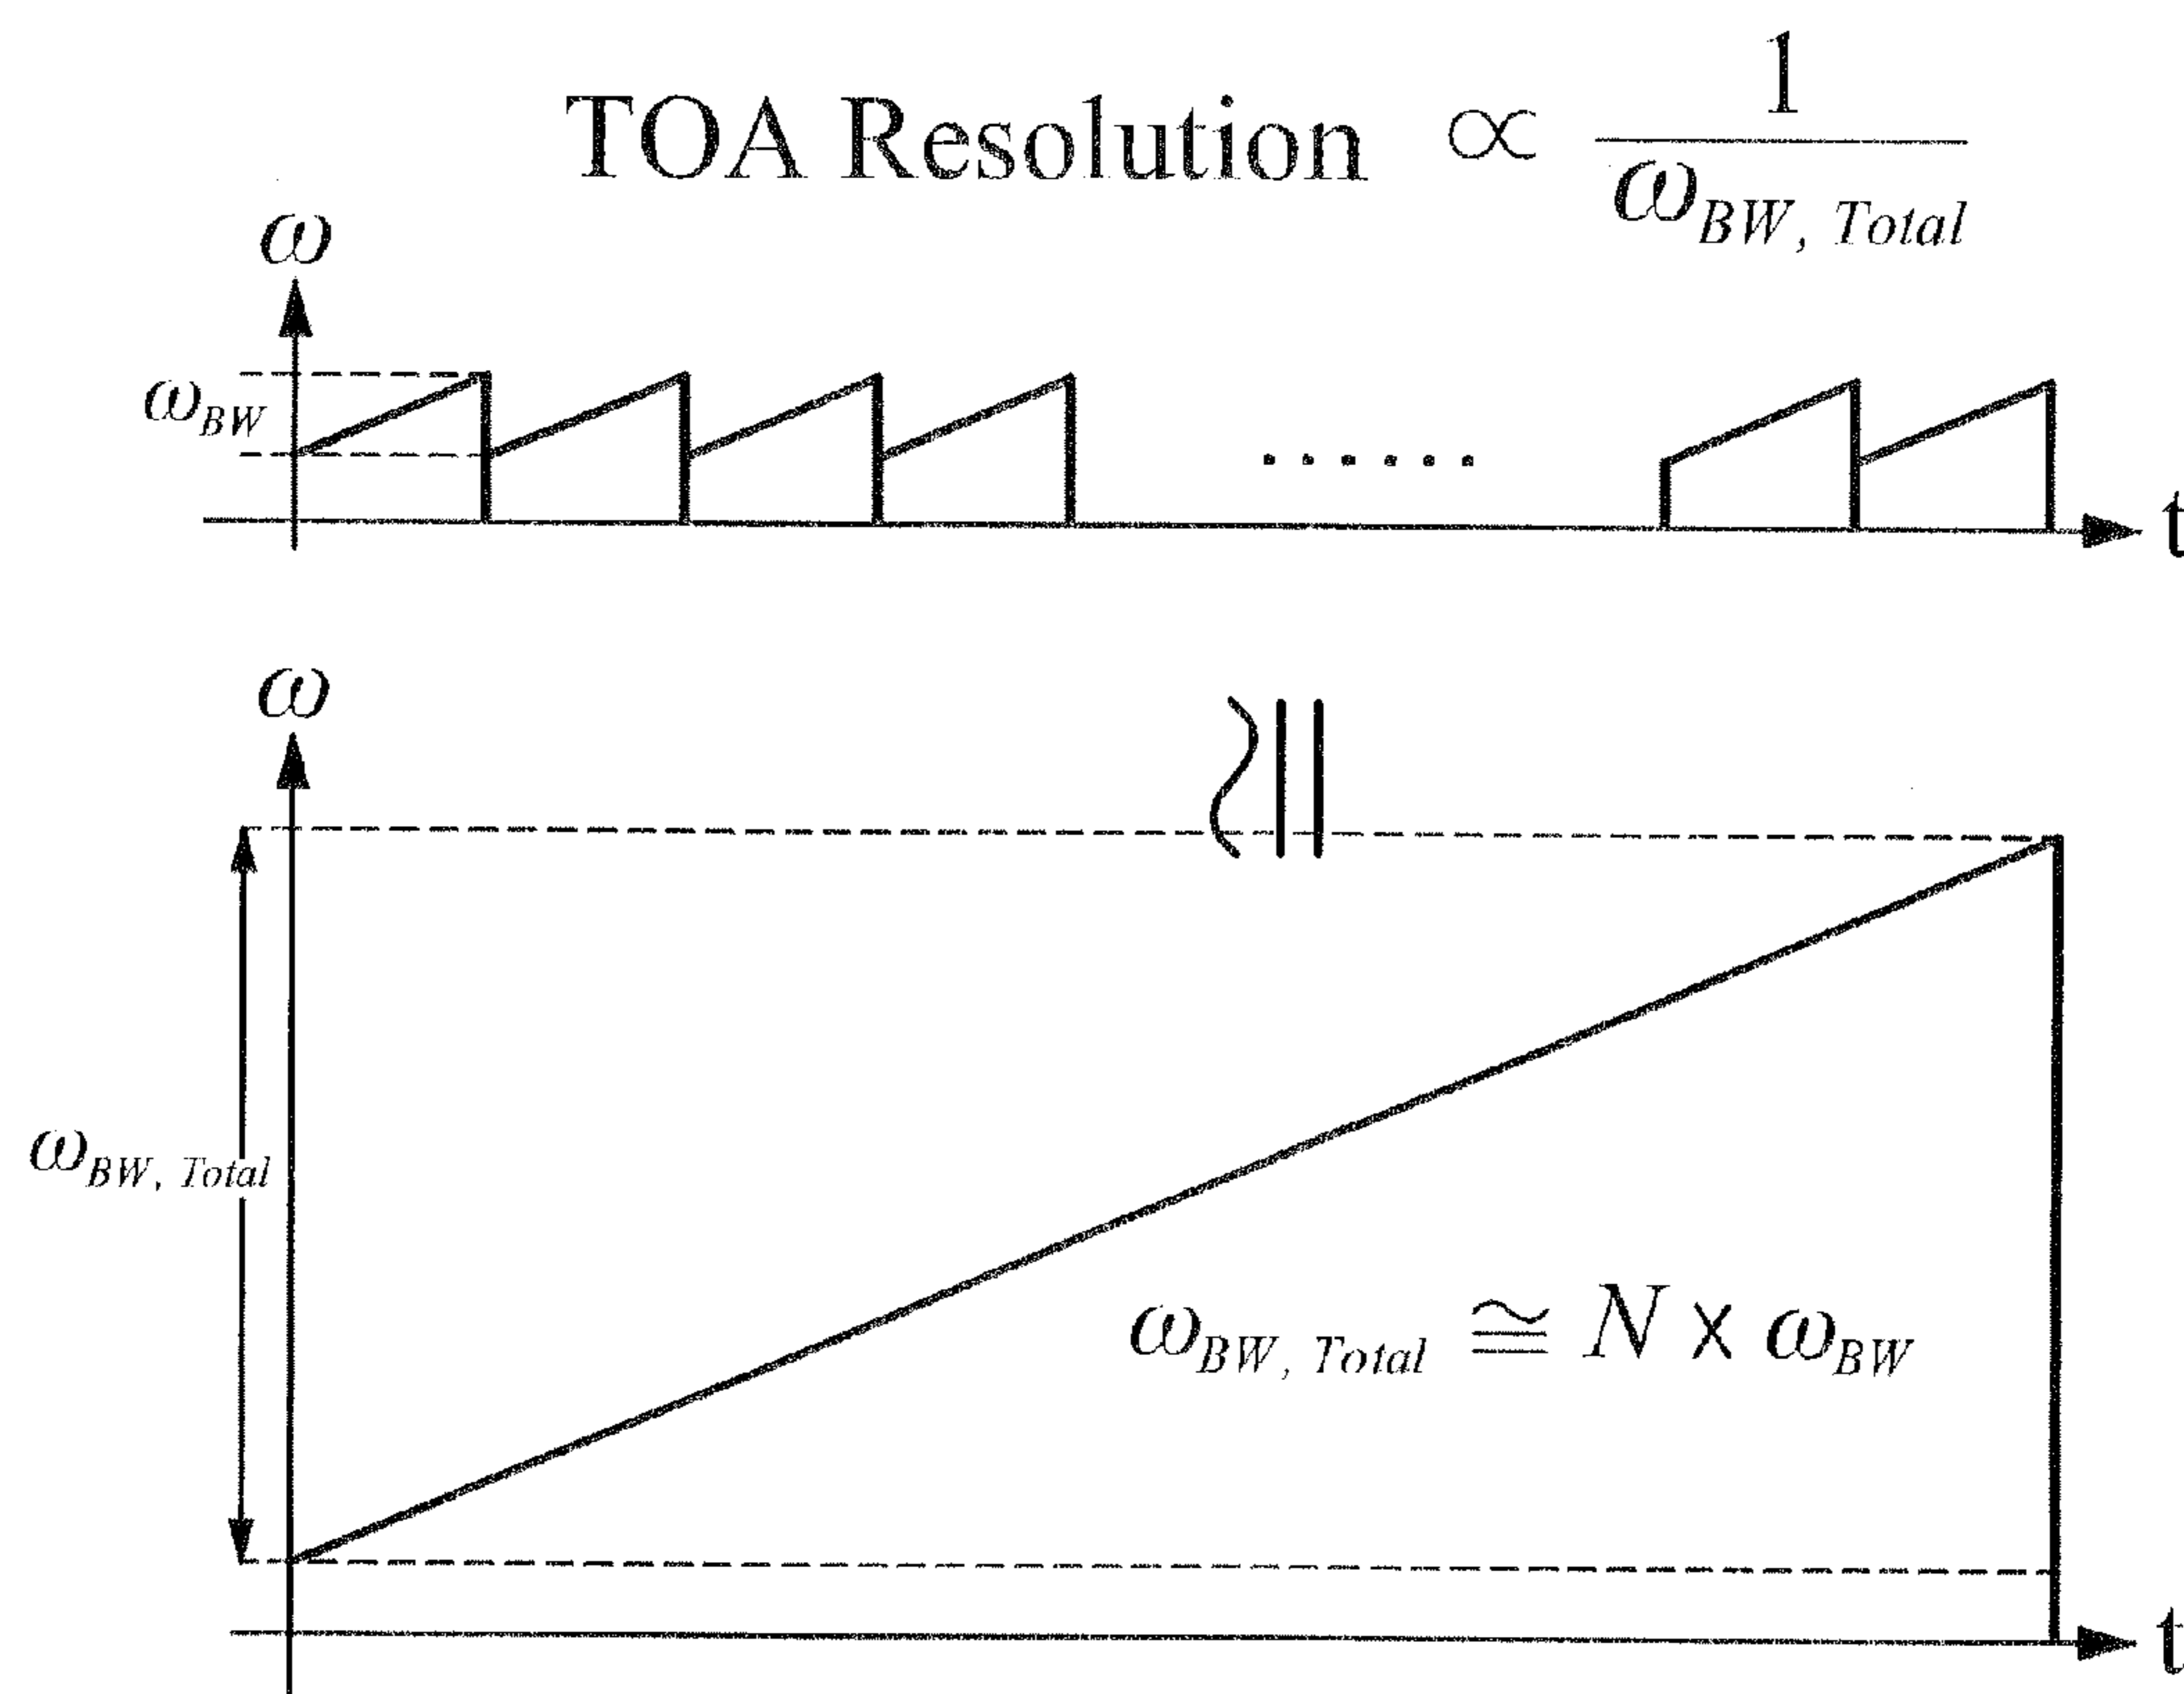 TOA Resolution ∝ 1 / ω_BW, Total
ω
ω_BW
......
t
ω
≅
ω_BW, Total
ω_BW, Total ≅ N × ω_BW
t